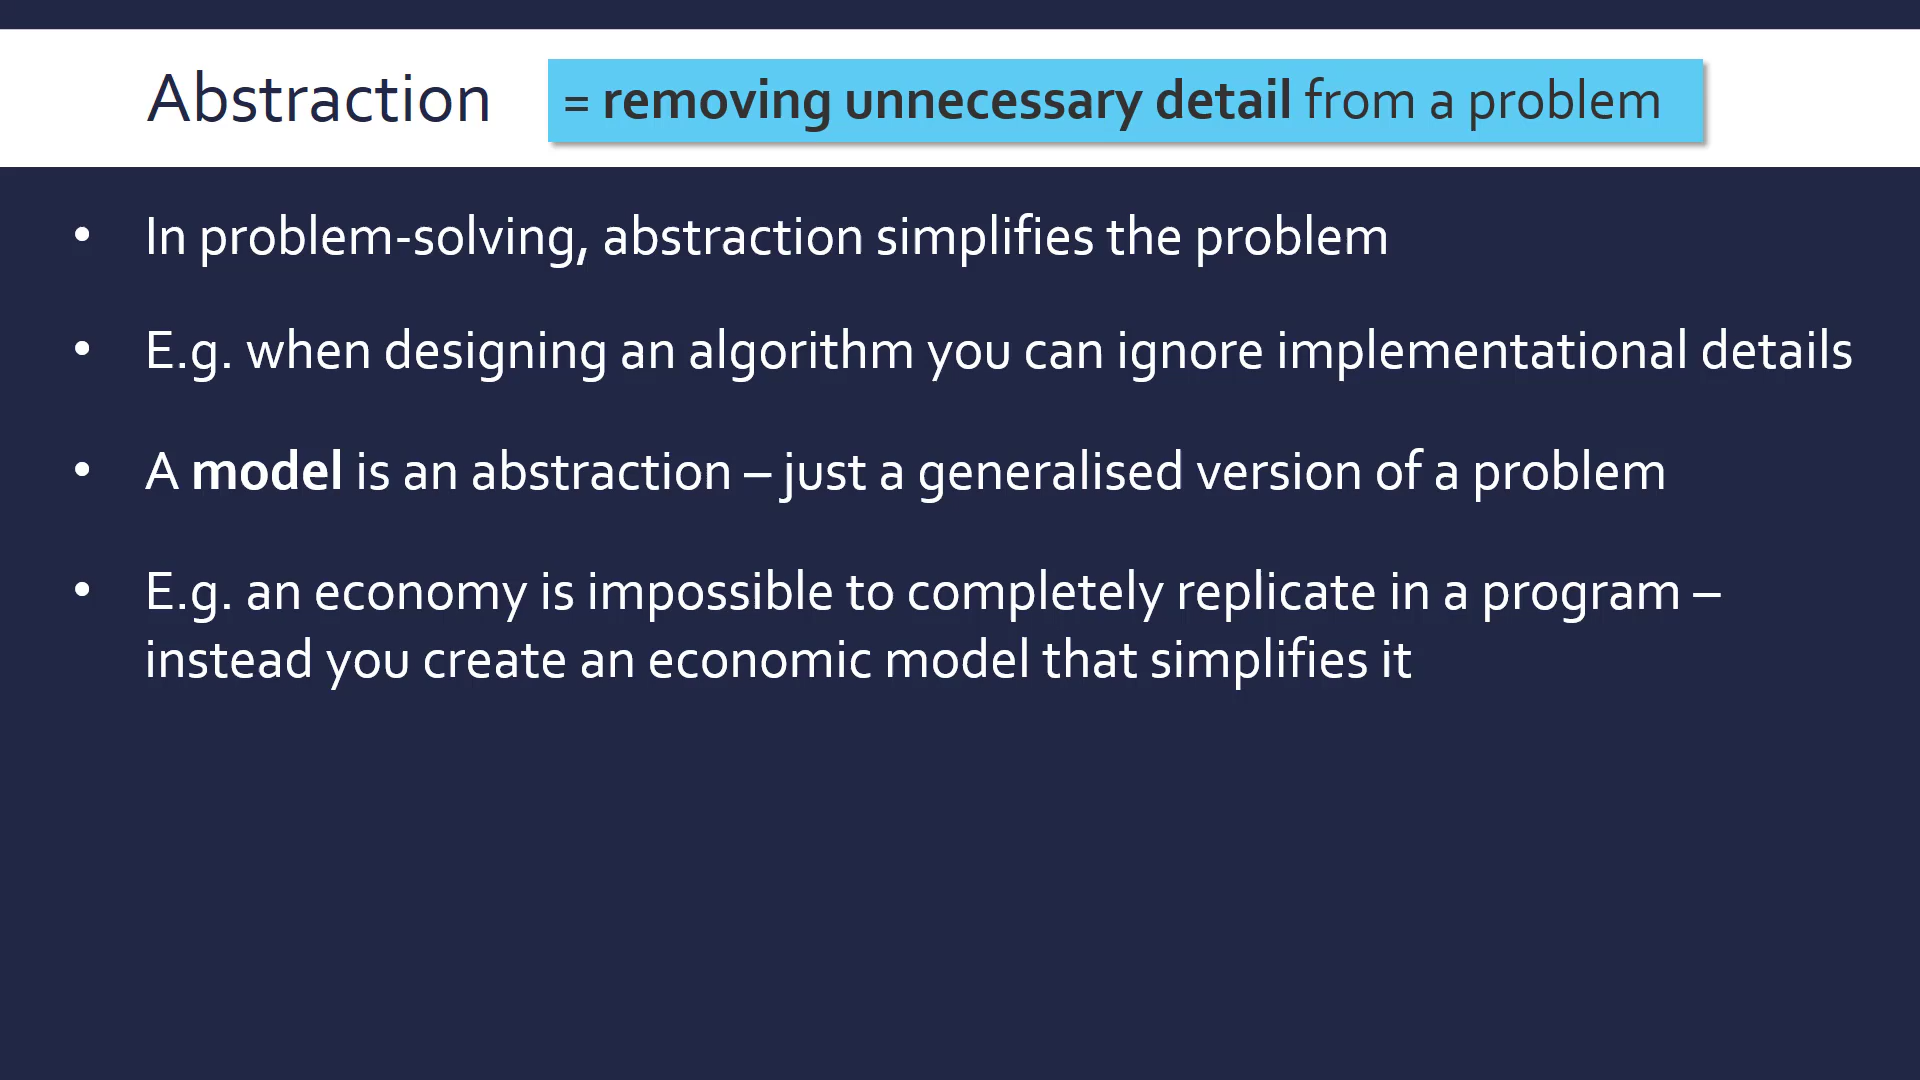 Abstraction
= removing unnecessary detail from a problem
• In problem-solving, abstraction simplifies the problem
• E.g. when designing an algorithm you can ignore implementational details
• A model is an abstraction – just a generalised version of a problem
• E.g. an economy is impossible to completely replicate in a program –
instead you create an economic model that simplifies it